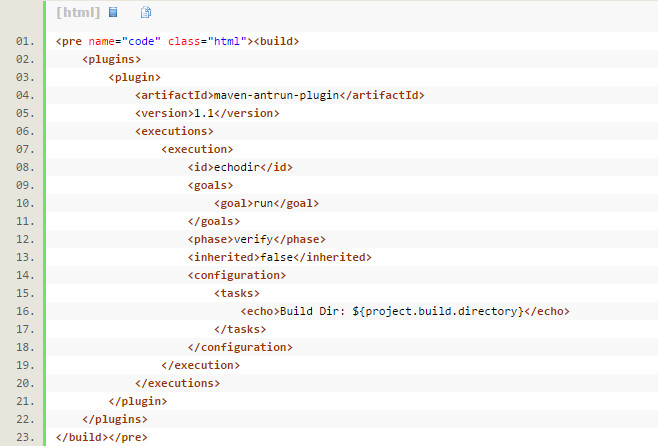 [html]
01. <pre name="code" class="html"><build>
02.     <plugins>
03.         <plugin>
04.             <artifactId>maven-antrun-plugin</artifactId>
05.             <version>1.1</version>
06.             <executions>
07.                 <execution>
08.                     <id>echodir</id>
09.                     <goals>
10.                         <goal>run</goal>
11.                     </goals>
12.                     <phase>verify</phase>
13.                     <inherited>false</inherited>
14.                     <configuration>
15.                         <tasks>
16.                             <echo>Build Dir: ${project.build.directory}</echo>
17.                         </tasks>
18.                     </configuration>
19.                 </execution>
20.             </executions>
21.         </plugin>
22.     </plugins>
23. </build></pre>